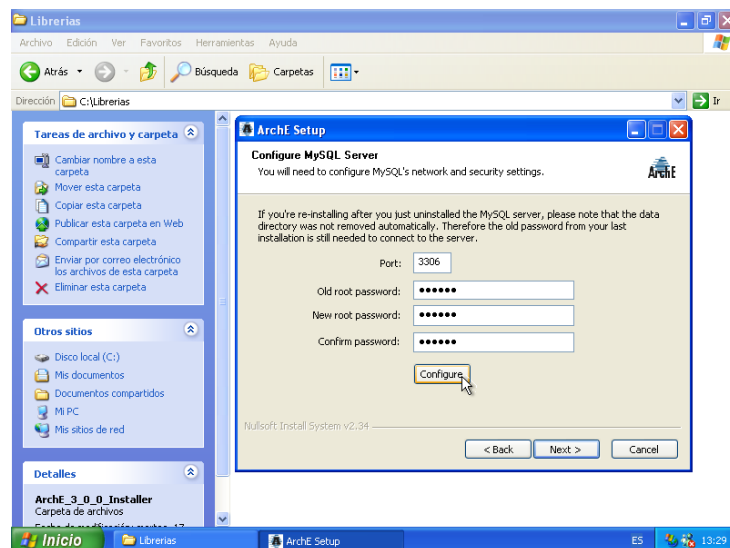 Librerias
Archivo Edición Ver Favoritos Herramientas Ayuda
Atrás Búsqueda Carpetas
Dirección C:\Librerias Ir
Tareas de archivo y carpeta
Cambiar nombre a esta
carpeta
Mover esta carpeta
Copiar esta carpeta
Publicar esta carpeta en Web
Compartir esta carpeta
Enviar por correo electrónico
los archivos de esta carpeta
Eliminar esta carpeta
Otros sitios
Disco local (C:)
Mis documentos
Documentos compartidos
Mi PC
Mis sitios de red
Detalles
ArchE_3_0_0_Installer
Carpeta de archivos
Fecha de modificación: martes, 17
ArchE Setup
Configure MySQL Server
You will need to configure MySQL's network and security settings.
ArchE
If you're re-installing after you just uninstalled the MySQL server, please note that the data
directory was not removed automatically. Therefore the old password from your last
installation is still needed to connect to the server.
Port: 3306
Old root password: ●●●●●●
New root password: ●●●●●●
Confirm password: ●●●●●●
Configure
Nullsoft Install System v2.34
< Back Next > Cancel
Inicio Librerias ArchE Setup ES 13:29